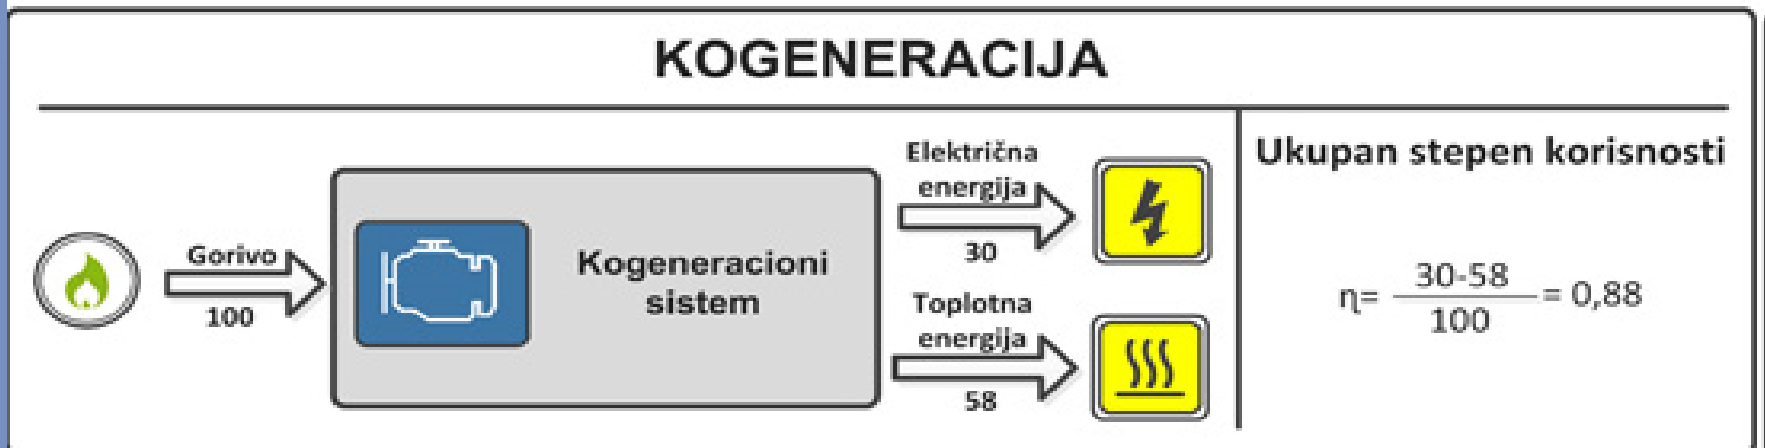 KOGENERACIJA
Gorivo
100
Kogeneracioni
sistem
Električna
energija
30
Toplotna
energija
58
Ukupan stepen korisnosti
η= 30-58 / 100 = 0,88